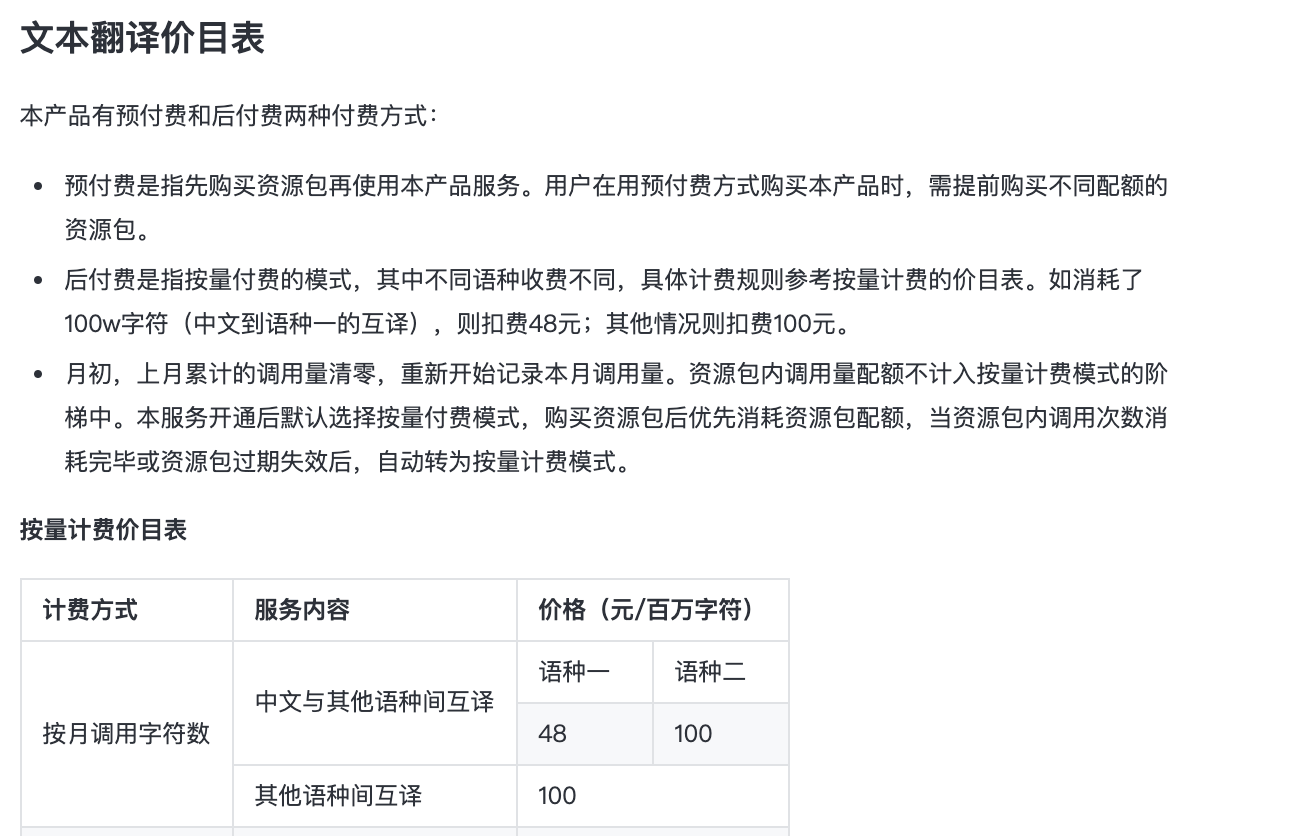 文本翻译价目表
本产品有预付费和后付费两种付费方式：
预付费是指先购买资源包再使用本产品服务。用户在用预付费方式购买本产品时，需提前购买不同配额的
资源包。
后付费是指按量付费的模式，其中不同语种收费不同，具体计费规则参考按量计费的价目表。如消耗了
100w字符（中文到语种一的互译），则扣费48元；其他情况则扣费100元。
月初，上月累计的调用量清零，重新开始记录本月调用量。资源包内调用量配额不计入按量计费模式的阶
梯中。本服务开通后默认选择按量付费模式，购买资源包后优先消耗资源包配额，当资源包内调用次数消
耗完毕或资源包过期失效后，自动转为按量计费模式。
按量计费价目表
计费方式 服务内容 价格（元/百万字符）
语种一 语种二
中文与其他语种间互译
按月调用字符数 48 100
其他语种间互译 100